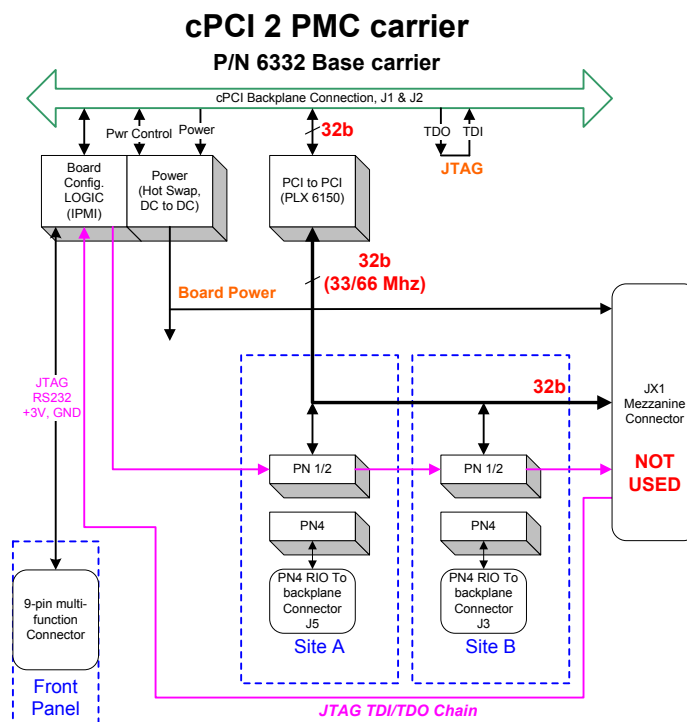 cPCI 2 PMC carrier
P/N 6332 Base carrier
cPCI Backplane Connection, J1 & J2
Pwr Control
Power
32b
TDO
TDI
JTAG
Board
Config.
LOGIC
(IPMI)
Power
(Hot Swap,
DC to DC)
PCI to PCI
(PLX 6150)
32b
(33/66 Mhz)
Board Power
JTAG
RS232
+3V, GND
32b
JX1
Mezzanine
Connector
NOT
USED
PN 1/2
PN 1/2
PN4
PN4
PN4 RIO To
backplane
Connector
J5
PN4 RIO To
backplane
Connector
J3
Site A
Site B
9-pin multi-
function
Connector
Front
Panel
JTAG TDI/TDO Chain